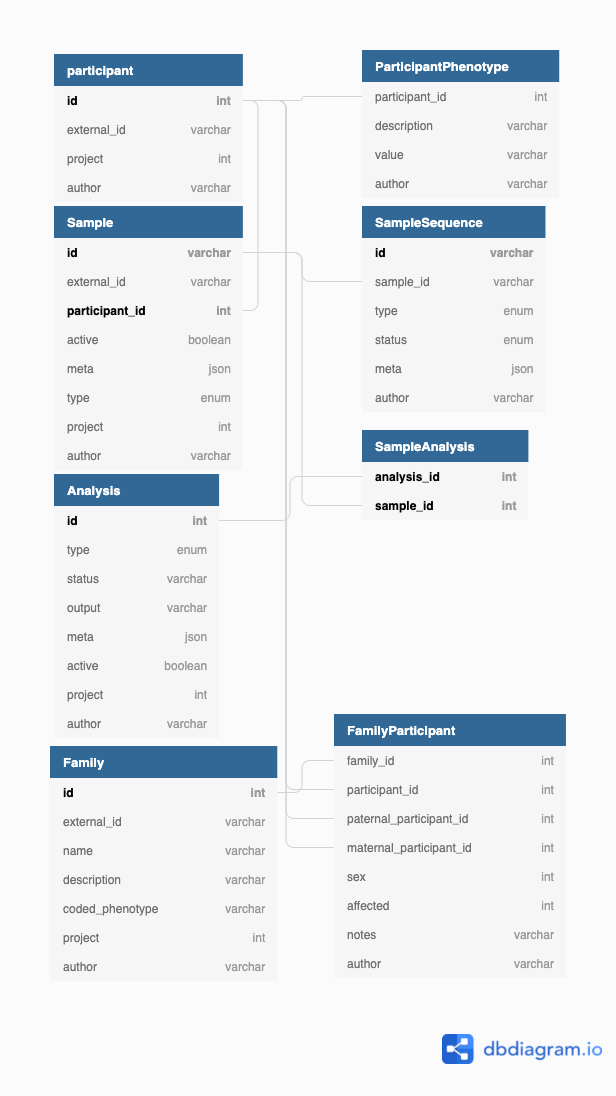 participant
id int
external_id varchar
project int
author varchar
Sample
id varchar
external_id varchar
participant_id int
active boolean
meta json
type enum
project int
author varchar
Analysis
id int
type enum
status varchar
output varchar
meta json
active boolean
project int
author varchar
Family
id int
external_id varchar
name varchar
description varchar
coded_phenotype varchar
project int
author varchar
ParticipantPhenotype
participant_id int
description varchar
value varchar
author varchar
SampleSequence
id varchar
sample_id varchar
type enum
status enum
meta json
author varchar
SampleAnalysis
analysis_id int
sample_id int
FamilyParticipant
family_id int
participant_id int
paternal_participant_id int
maternal_participant_id int
sex int
affected int
notes varchar
author varchar
dbdiagram.io